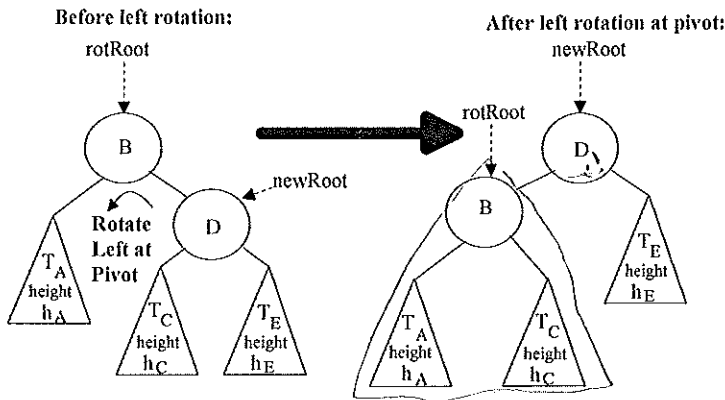 Before left rotation:
rotRoot
B
newRoot
D
Rotate
Left at
Pivot
T_A
height
h_A
T_C
height
h_C
T_E
height
h_E
After left rotation at pivot:
newRoot
rotRoot
D
B
T_E
height
h_E
T_A
height
h_A
T_C
height
h_C